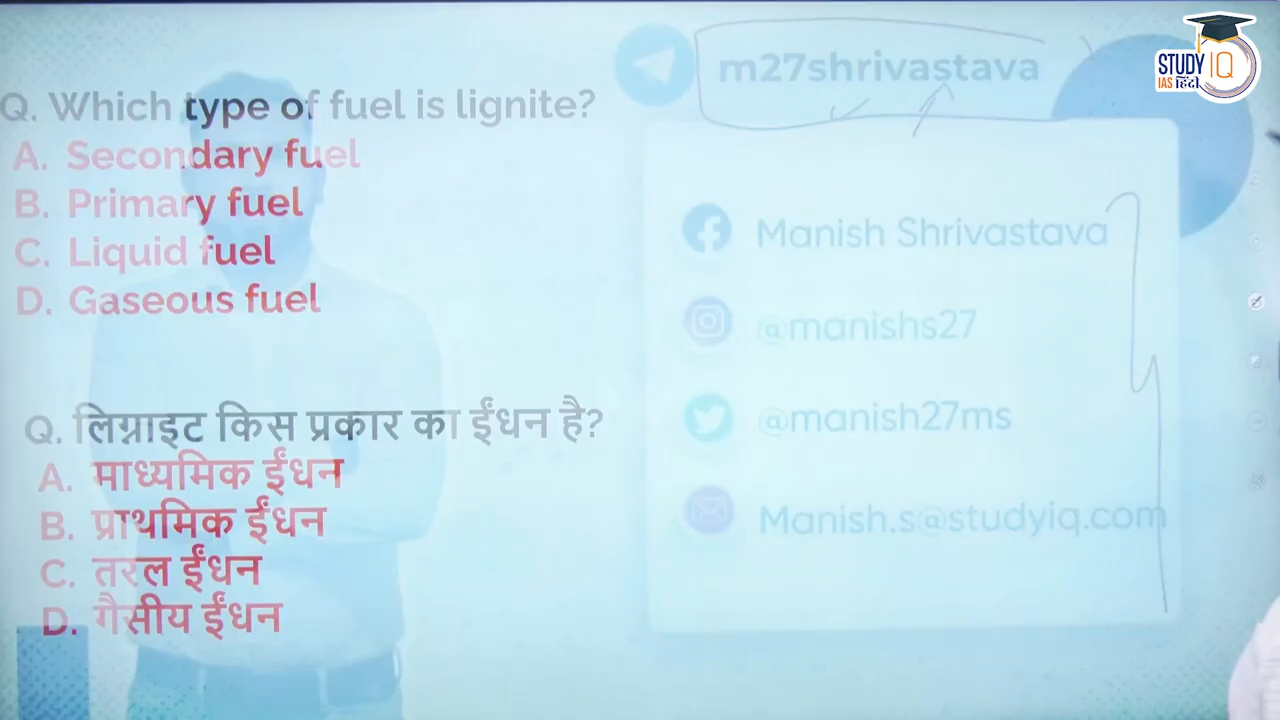 Q. Which type of fuel is lignite?
A. Secondary fuel
B. Primary fuel
C. Liquid fuel
D. Gaseous fuel
Q. लिग्नाइट किस प्रकार का ईंधन है?
A. माध्यमिक ईंधन
B. प्राथमिक ईंधन
C. तरल ईंधन
D. गैसीय ईंधन
m27shrivastava
Manish Shrivastava
@manishs27
@manish27ms
Manish.s@studyiq.com
STUDY IQ
IAS हिंदी